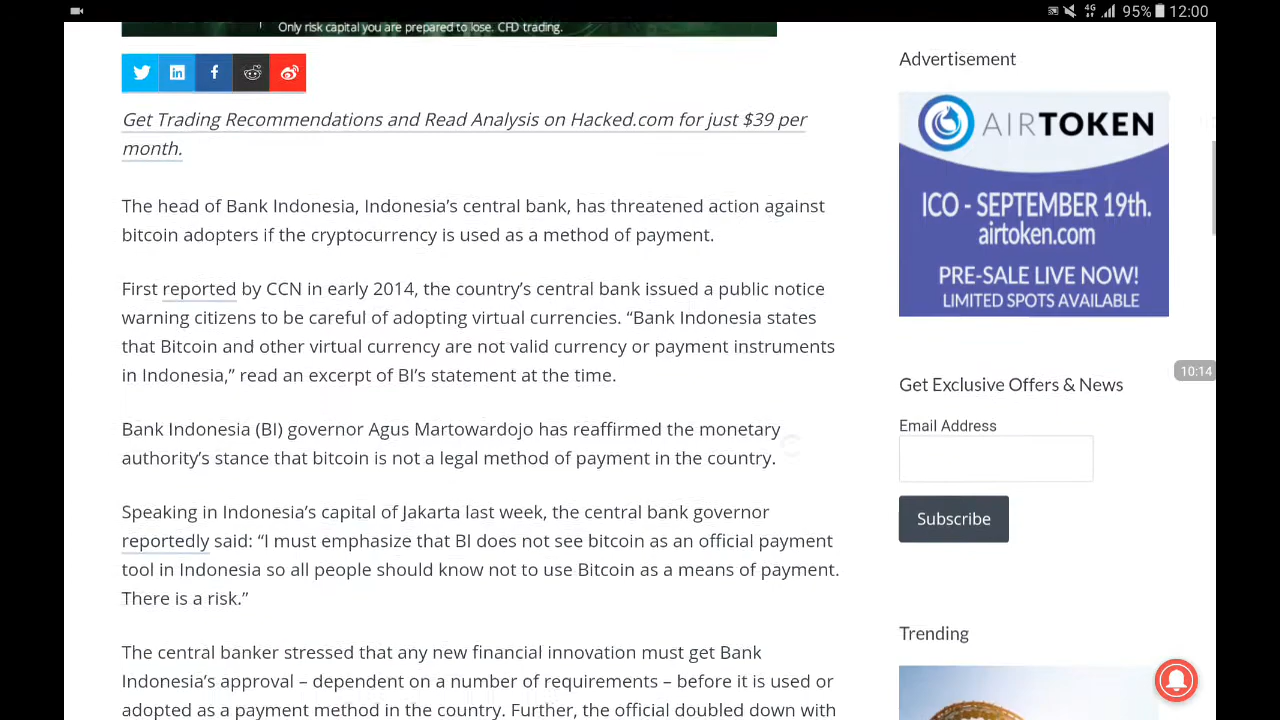 4G 95% 12:00
Only risk capital you are prepared to lose. CFD trading.
Get Trading Recommendations and Read Analysis on Hacked.com for just $39 per
month.
The head of Bank Indonesia, Indonesia’s central bank, has threatened action against
bitcoin adopters if the cryptocurrency is used as a method of payment.
First reported by CCN in early 2014, the country’s central bank issued a public notice
warning citizens to be careful of adopting virtual currencies. “Bank Indonesia states
that Bitcoin and other virtual currency are not valid currency or payment instruments
in Indonesia,” read an excerpt of BI’s statement at the time.
Bank Indonesia (BI) governor Agus Martowardojo has reaffirmed the monetary
authority’s stance that bitcoin is not a legal method of payment in the country.
Speaking in Indonesia’s capital of Jakarta last week, the central bank governor
reportedly said: “I must emphasize that BI does not see bitcoin as an official payment
tool in Indonesia so all people should know not to use Bitcoin as a means of payment.
There is a risk.”
The central banker stressed that any new financial innovation must get Bank
Indonesia’s approval – dependent on a number of requirements – before it is used or
adopted as a payment method in the country. Further, the official doubled down with
Advertisement
AIRTOKEN
ICO - SEPTEMBER 19th.
airtoken.com
PRE-SALE LIVE NOW!
LIMITED SPOTS AVAILABLE
10:14
Get Exclusive Offers & News
Email Address
Subscribe
Trending